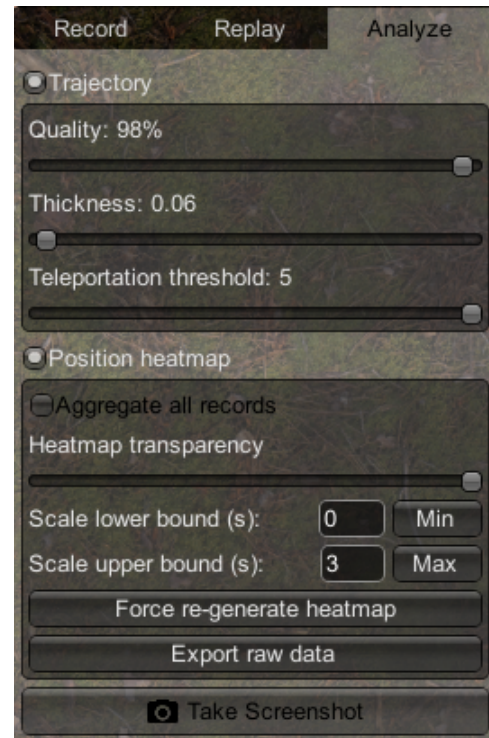 Record Replay Analyze
Trajectory
Quality: 98%
Thickness: 0.06
Teleportation threshold: 5
Position heatmap
Aggregate all records
Heatmap transparency
Scale lower bound (s): 0 Min
Scale upper bound (s): 3 Max
Force re-generate heatmap
Export raw data
Take Screenshot